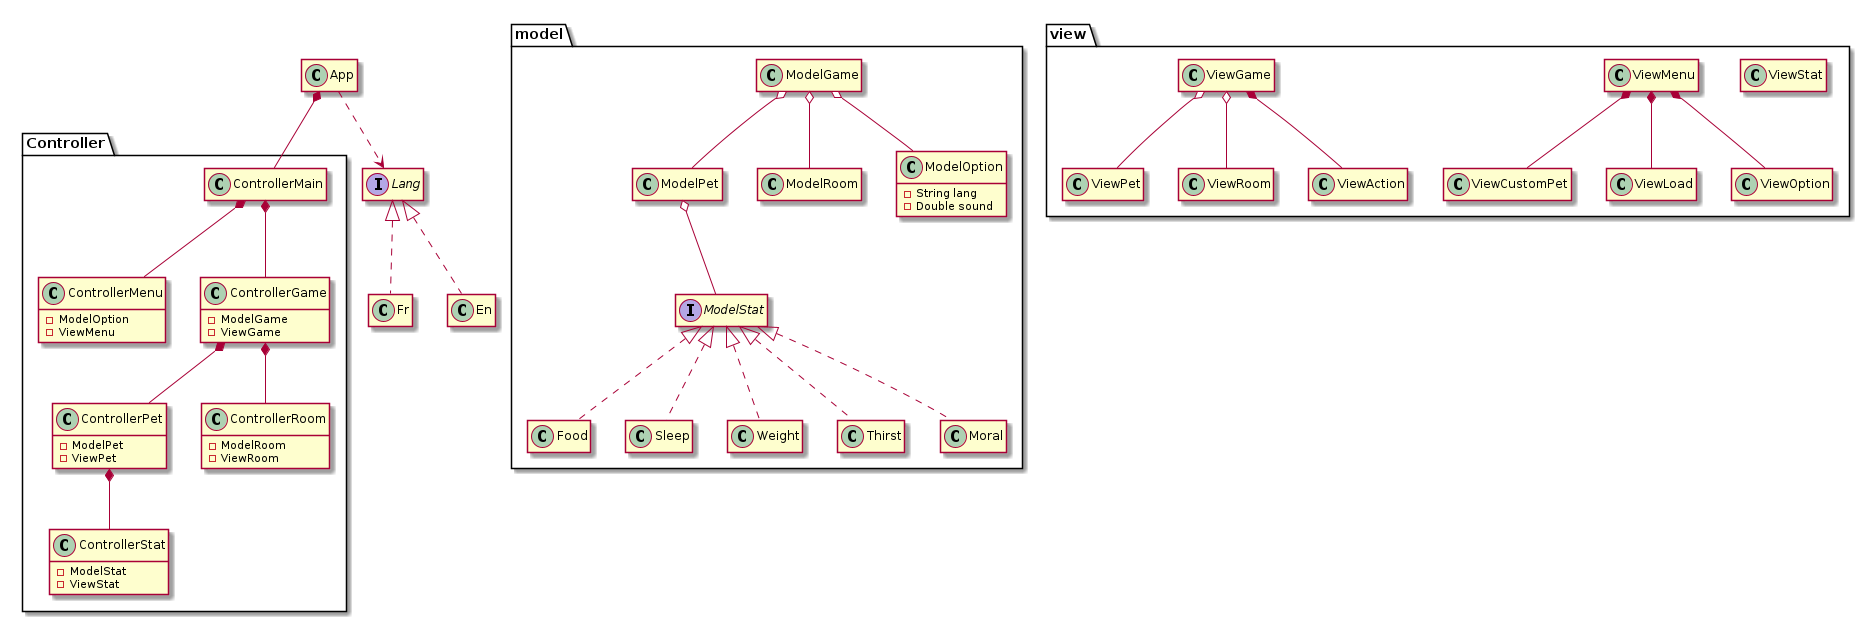 App
Controller
C ControllerMain
I Lang
C ControllerMenu
ModelOption
ViewMenu
C ControllerGame
ModelGame
ViewGame
C Fr
C En
C ControllerPet
ModelPet
ViewPet
C ControllerRoom
ModelRoom
ViewRoom
C ControllerStat
ModelStat
ViewStat
model
C ModelGame
C ModelPet
C ModelRoom
C ModelOption
String lang
Double sound
I ModelStat
C Food
C Sleep
C Weight
C Thirst
C Moral
view
C ViewGame
C ViewMenu
C ViewStat
C ViewPet
C ViewRoom
C ViewAction
C ViewCustomPet
C ViewLoad
C ViewOption